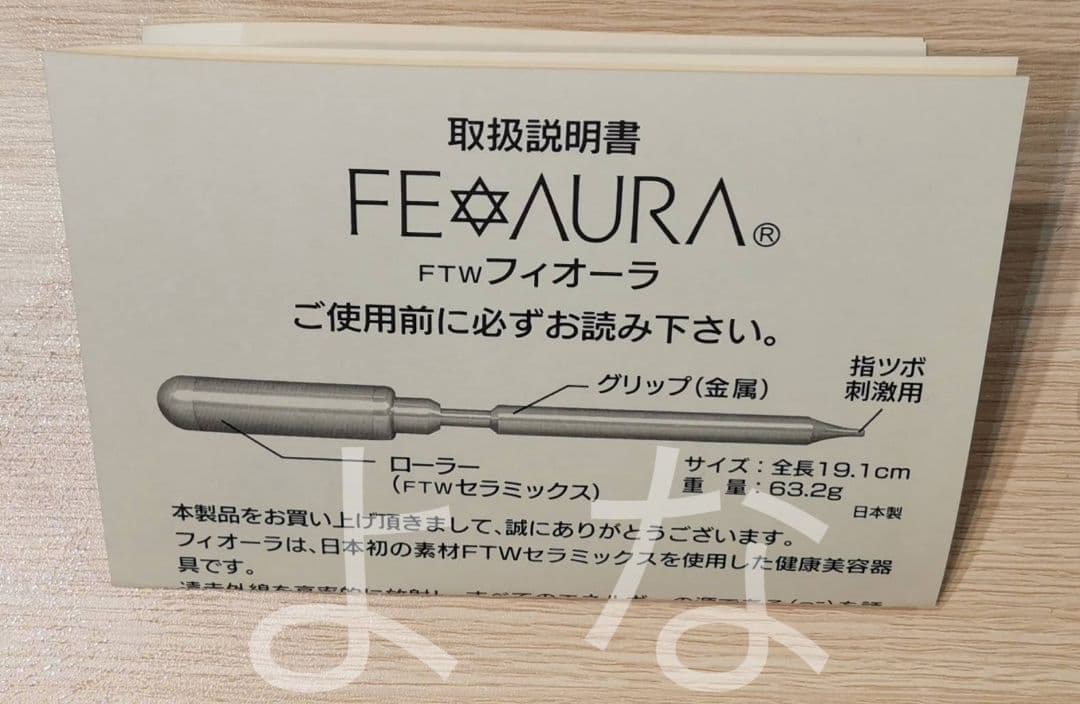 取扱説明書
FE✡AURA®
FTWフィオーラ
ご使用前に必ずお読み下さい。
指ツボ
刺激用
グリップ(金属)
ローラー
(FTWセラミックス)
サイズ:全長19.1cm
重 量:63.2g
日本製
本製品をお買い上げ頂きまして、誠にありがとうございます。
フィオーラは、日本初の素材FTWセラミックスを使用した健康美容器
具です。
よな